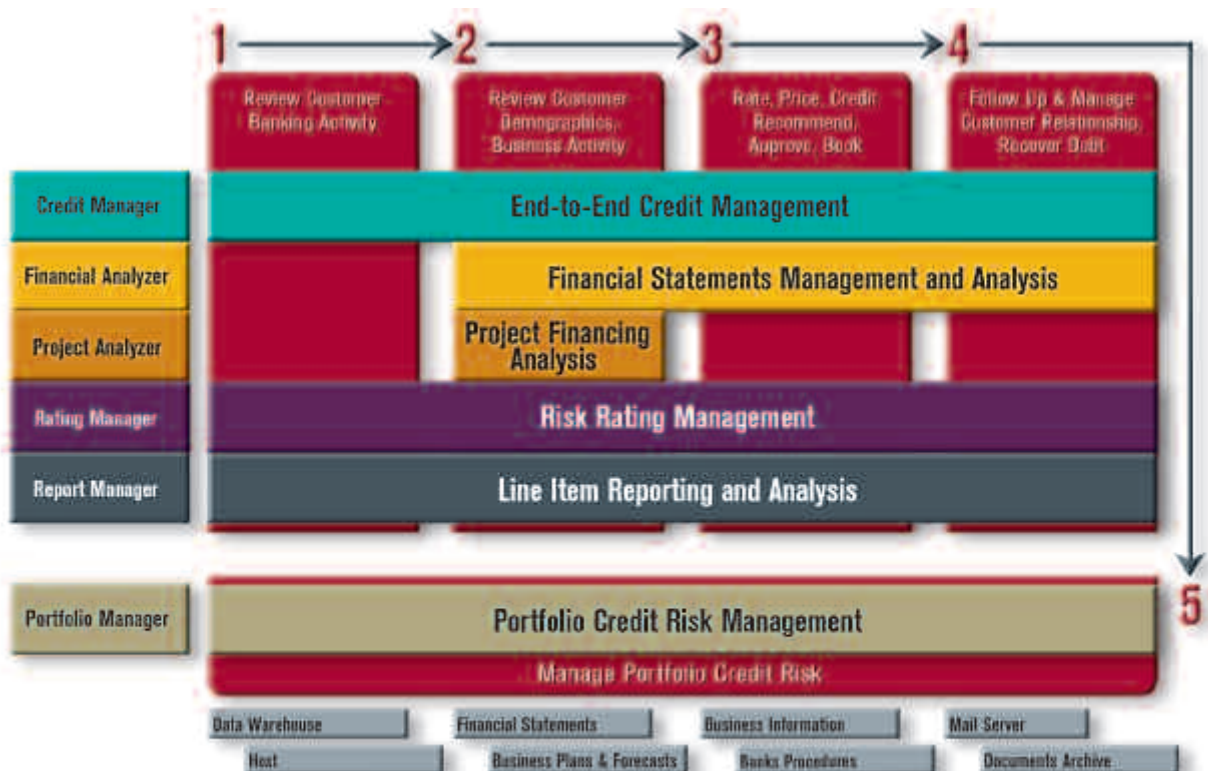 1
2
3
4
Review Customer
Banking Activity
Review Customer
Demographics,
Business Activity
Rate, Price, Credit
Recommend,
Approve, Book
Follow Up & Manage
Customer Relationship,
Recover Debt
Credit Manager
End-to-End Credit Management
Financial Analyzer
Financial Statements Management and Analysis
Project Analyzer
Project Financing
Analysis
Rating Manager
Risk Rating Management
Report Manager
Line Item Reporting and Analysis
5
Portfolio Manager
Portfolio Credit Risk Management
Manage Portfolio Credit Risk
Data Warehouse
Financial Statements
Business Information
Mail Server
Host
Business Plans & Forecasts
Banks Procedures
Documents Archive